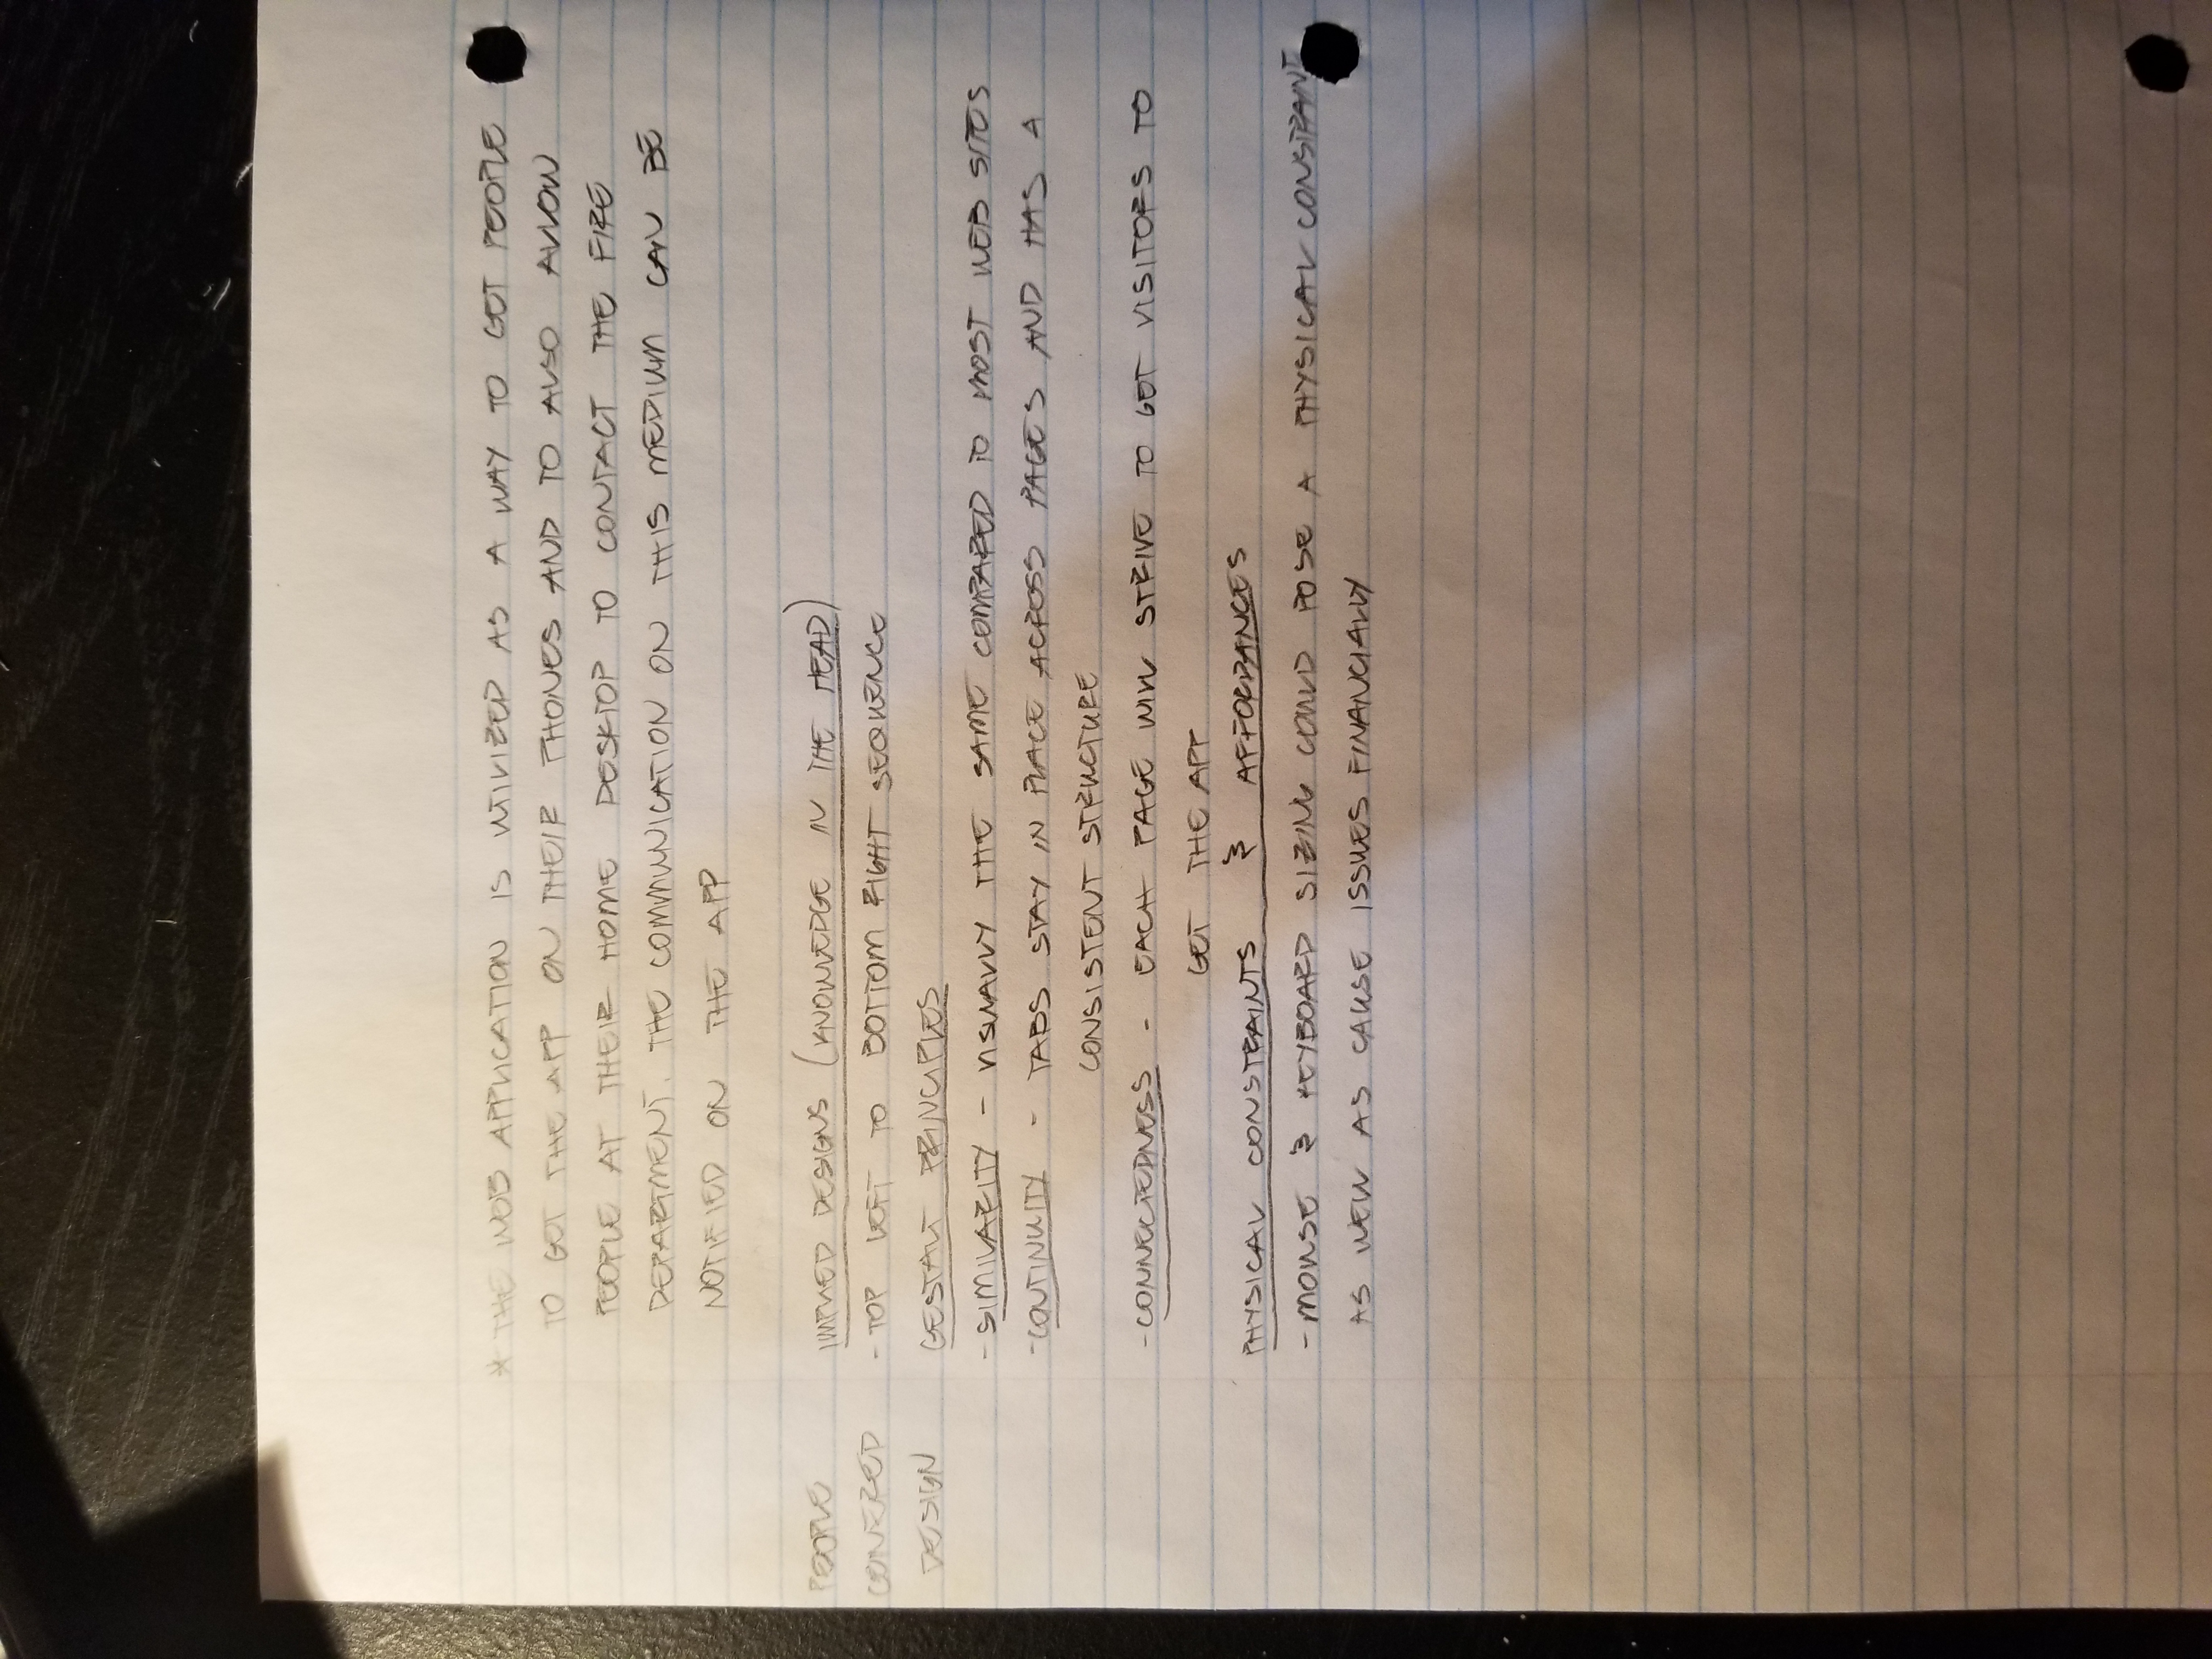 * THE WEB APPLICATION IS UTILIZED AS A WAY TO GET PEOPLE
TO GET THE APP ON THEIR PHONES AND TO ALSO ALLOW
PEOPLE AT THEIR HOME DESKTOP TO CONTACT THE FIRE
DEPARTMENT. THE COMMUNICATION ON THIS MEDIUM CAN BE
NOTIFIED ON THE APP
PEOPLE IMPLIED DESIGNS (KNOWLEDGE IN THE HEAD)
CENTERED - TOP LEFT TO BOTTOM RIGHT SEQUENCE
DESIGN GESTALT PRINCIPLES
- SIMILARITY - VISUALLY THE SAME COMPARED TO MOST WEB SITES
- CONTINUITY - TABS STAY IN PLACE ACROSS PAGES AND HAS A
CONSISTENT STRUCTURE
- CONNECTEDNESS - EACH PAGE WILL STRIVE TO GET VISITORS TO
GET THE APP
PHYSICAL CONSTRAINTS & AFFORDANCES
- MOUSE & KEYBOARD SIZING COULD POSE A PHYSICAL CONSTRAINT
AS WELL AS CAUSE ISSUES FINANCIALLY